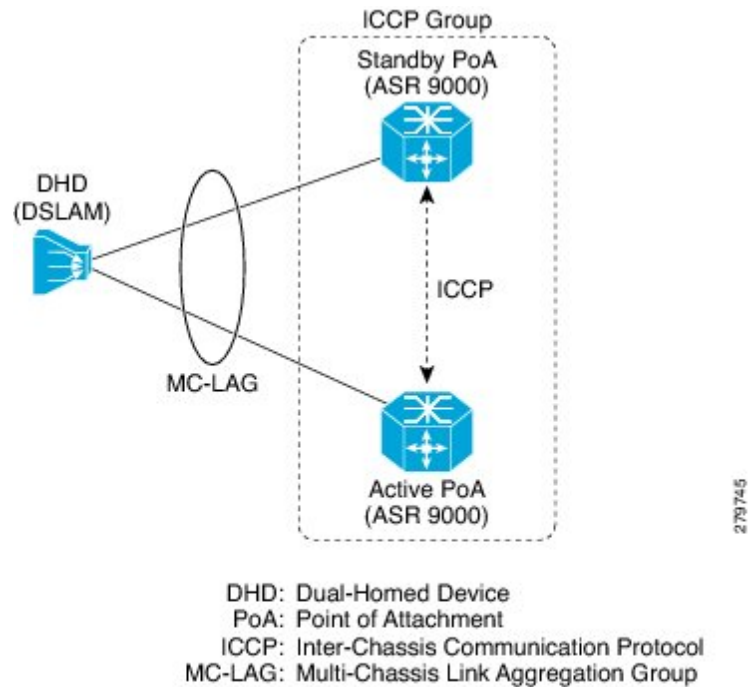 ICCP Group
Standby PoA
(ASR 9000)
DHD
(DSLAM)
ICCP
MC-LAG
Active PoA
(ASR 9000)
279745
DHD: Dual-Homed Device
PoA: Point of Attachment
ICCP: Inter-Chassis Communication Protocol
MC-LAG: Multi-Chassis Link Aggregation Group